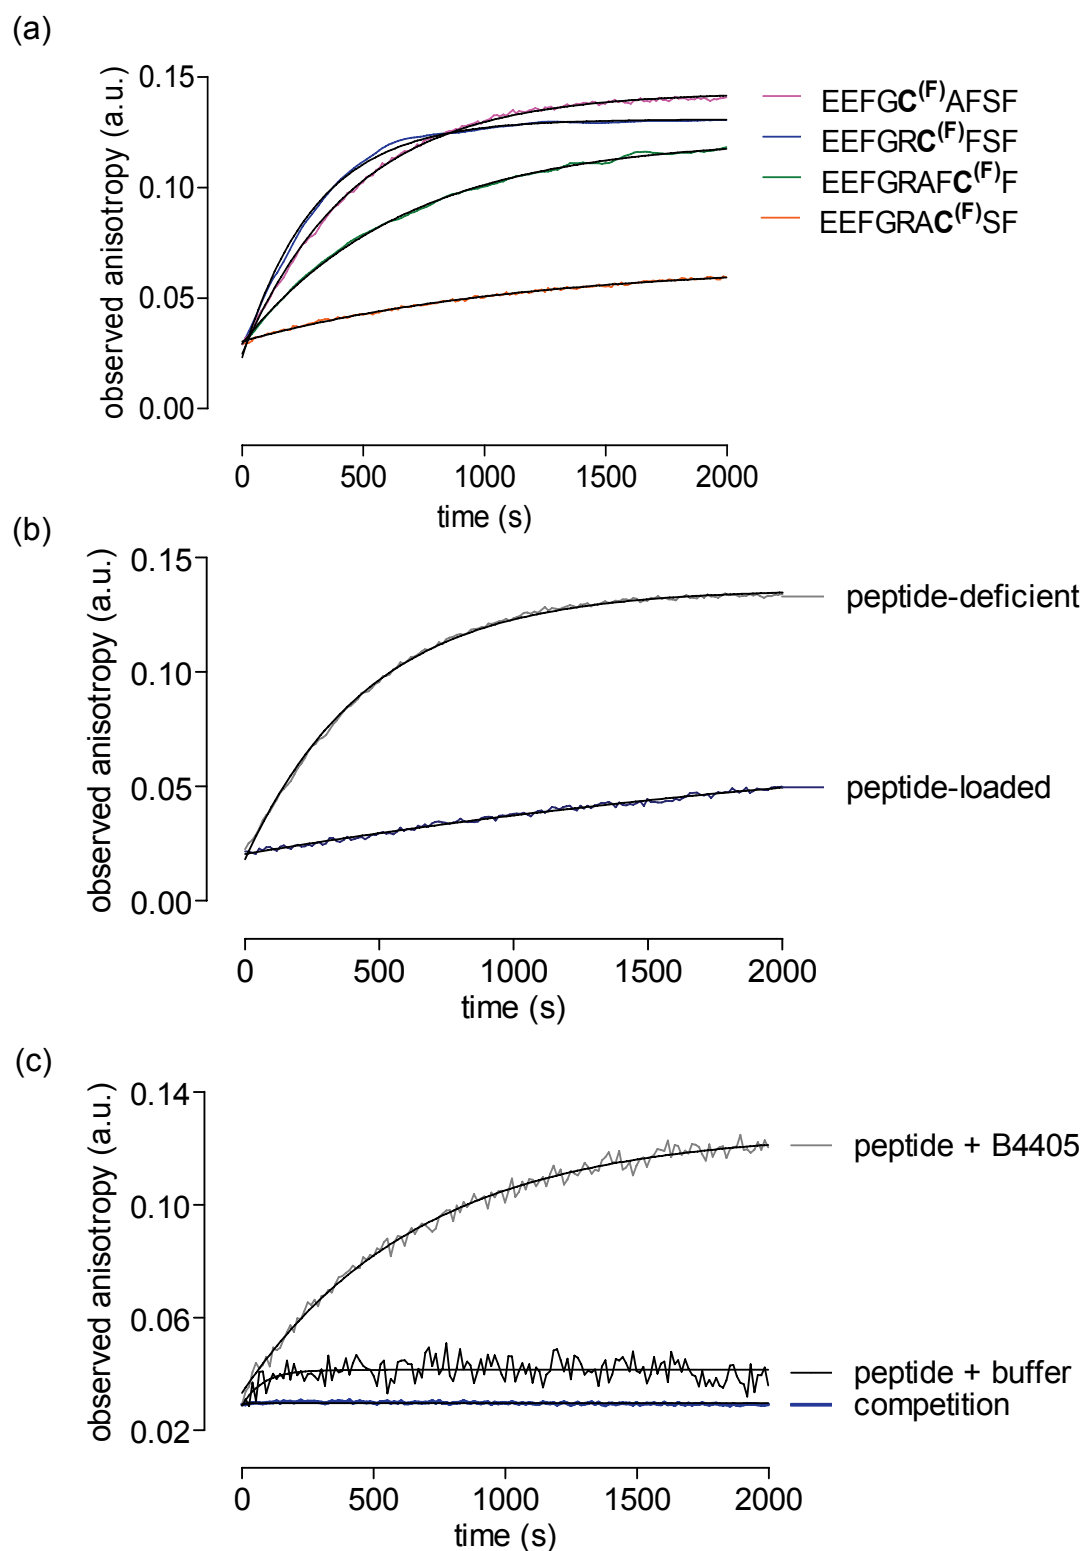 (a)
observed anisotropy (a.u.)
0.15
0.10
0.05
0.00
0 500 1000 1500 2000
time (s)
EEFGC(F)AFSF
EEFGRC(F)FSF
EEFGRAFC(F)F
EEFGRAC(F)SF
(b)
observed anisotropy (a.u.)
0.15
0.10
0.05
0.00
0 500 1000 1500 2000
time (s)
peptide-deficient
peptide-loaded
(c)
observed anisotropy (a.u.)
0.14
0.10
0.06
0.02
0 500 1000 1500 2000
time (s)
peptide + B4405
peptide + buffer
competition